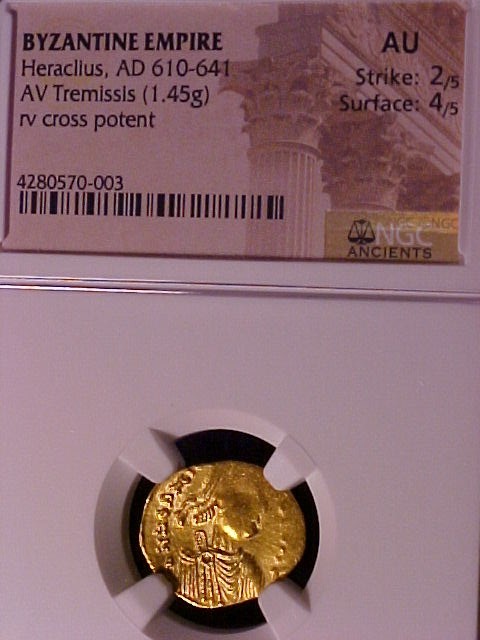 BYZANTINE EMPIRE
Heraclius, AD 610-641
AV Tremissis (1.45g)
rv cross potent
4280570-003
AU
Strike: 2/5
Surface: 4/5
NGC
ANCIENTS